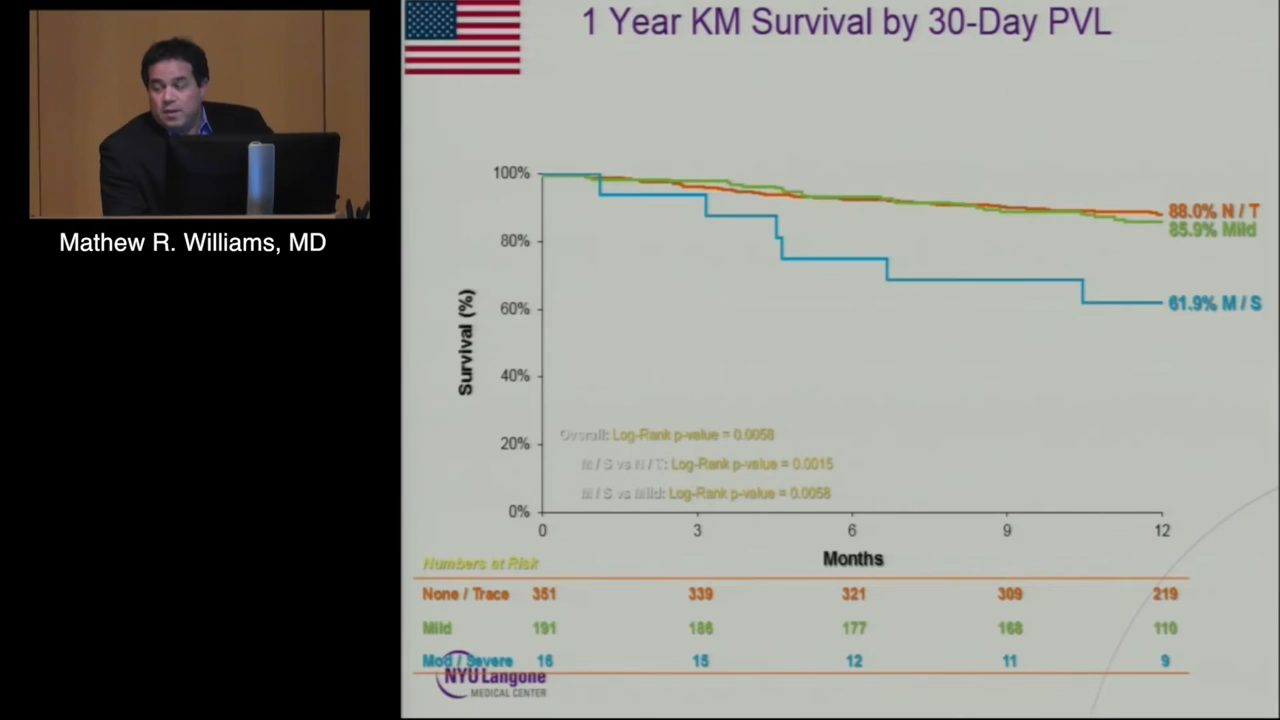 1 Year KM Survival by 30-Day PVL
Mathew R. Williams, MD
Survival (%)
100%
80%
60%
40%
20%
0%
88.0% N / T
85.9% Mild
61.9% M / S
Overall: Log-Rank p-value = 0.0058
M / S vs N / T: Log-Rank p-value = 0.0015
M / S vs Mild: Log-Rank p-value = 0.0058
0 3 6 9 12
Months
Numbers at Risk
None / Trace 351 339 321 309 219
Mild 191 186 177 168 110
Mod / Severe 16 15 12 11 9
NYU Langone
MEDICAL CENTER